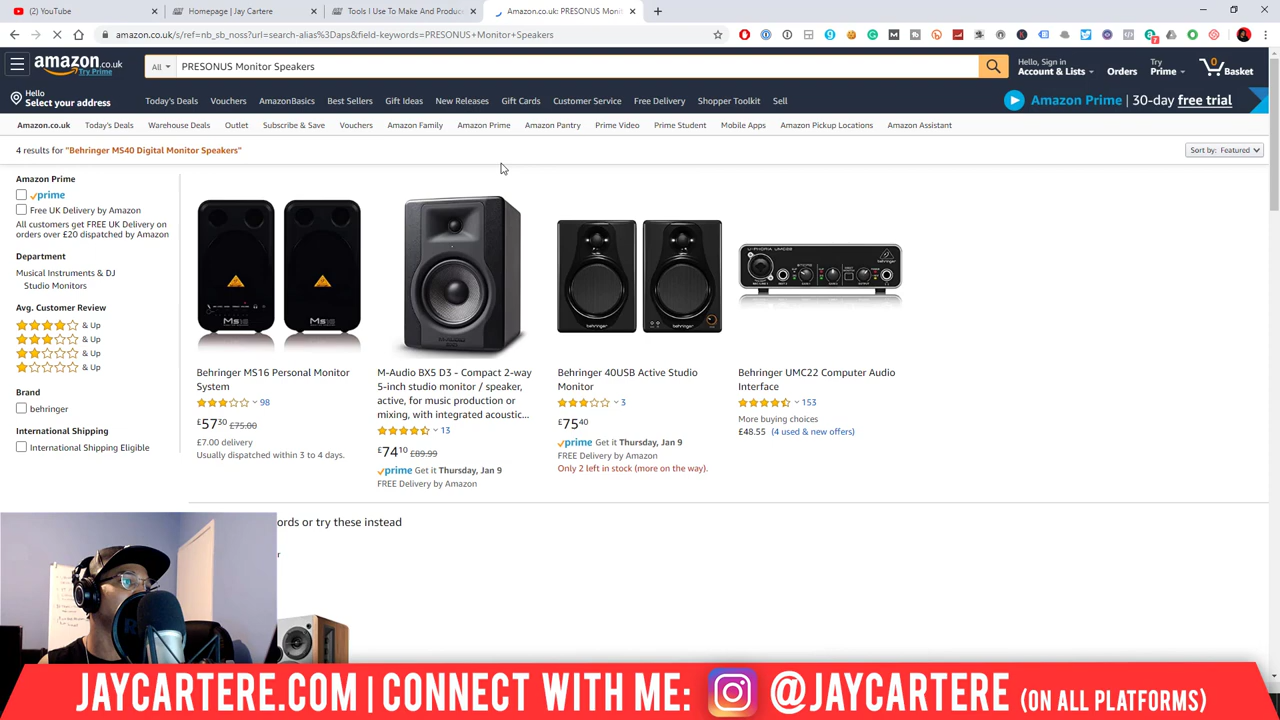 (2) YouTube
Homepage | Jay Cartere
Tools I Use To Make And Produc
Amazon.co.uk: PRESONUS Monit
amazon.co.uk/s/ref=nb_sb_noss?url=search-alias%3Daps&field-keywords=PRESONUS+Monitor+Speakers
amazon.co.uk
Try Prime
All
PRESONUS Monitor Speakers
Hello, Sign in
Account & Lists
Orders
Try
Prime
0
Basket
Hello
Select your address
Today's Deals Vouchers AmazonBasics Best Sellers Gift Ideas New Releases Gift Cards Customer Service Free Delivery Shopper Toolkit Sell
Amazon Prime | 30-day free trial
Amazon.co.uk Today's Deals Warehouse Deals Outlet Subscribe & Save Vouchers Amazon Family Amazon Prime Amazon Pantry Prime Video Prime Student Mobile Apps Amazon Pickup Locations Amazon Assistant
4 results for "Behringer MS40 Digital Monitor Speakers"
Sort by: Featured
Amazon Prime
prime
Free UK Delivery by Amazon
All customers get FREE UK Delivery on
orders over £20 dispatched by Amazon
Department
Musical Instruments & DJ
Studio Monitors
Avg. Customer Review
& Up
& Up
& Up
& Up
Brand
behringer
International Shipping
International Shipping Eligible
Behringer MS16 Personal Monitor
System
98
£57.30 £75.00
£7.00 delivery
Usually dispatched within 3 to 4 days.
M-Audio BX5 D3 - Compact 2-way
5-inch studio monitor / speaker,
active, for music production or
mixing, with integrated acoustic...
13
£74.10 £89.99
prime Get it Thursday, Jan 9
FREE Delivery by Amazon
Behringer 40USB Active Studio
Monitor
3
£75.40
prime Get it Thursday, Jan 9
FREE Delivery by Amazon
Only 2 left in stock (more on the way).
Behringer UMC22 Computer Audio
Interface
153
More buying choices
£48.55 (4 used & new offers)
ords or try these instead
JAYCARTERE.COM | CONNECT WITH ME: @JAYCARTERE (ON ALL PLATFORMS)